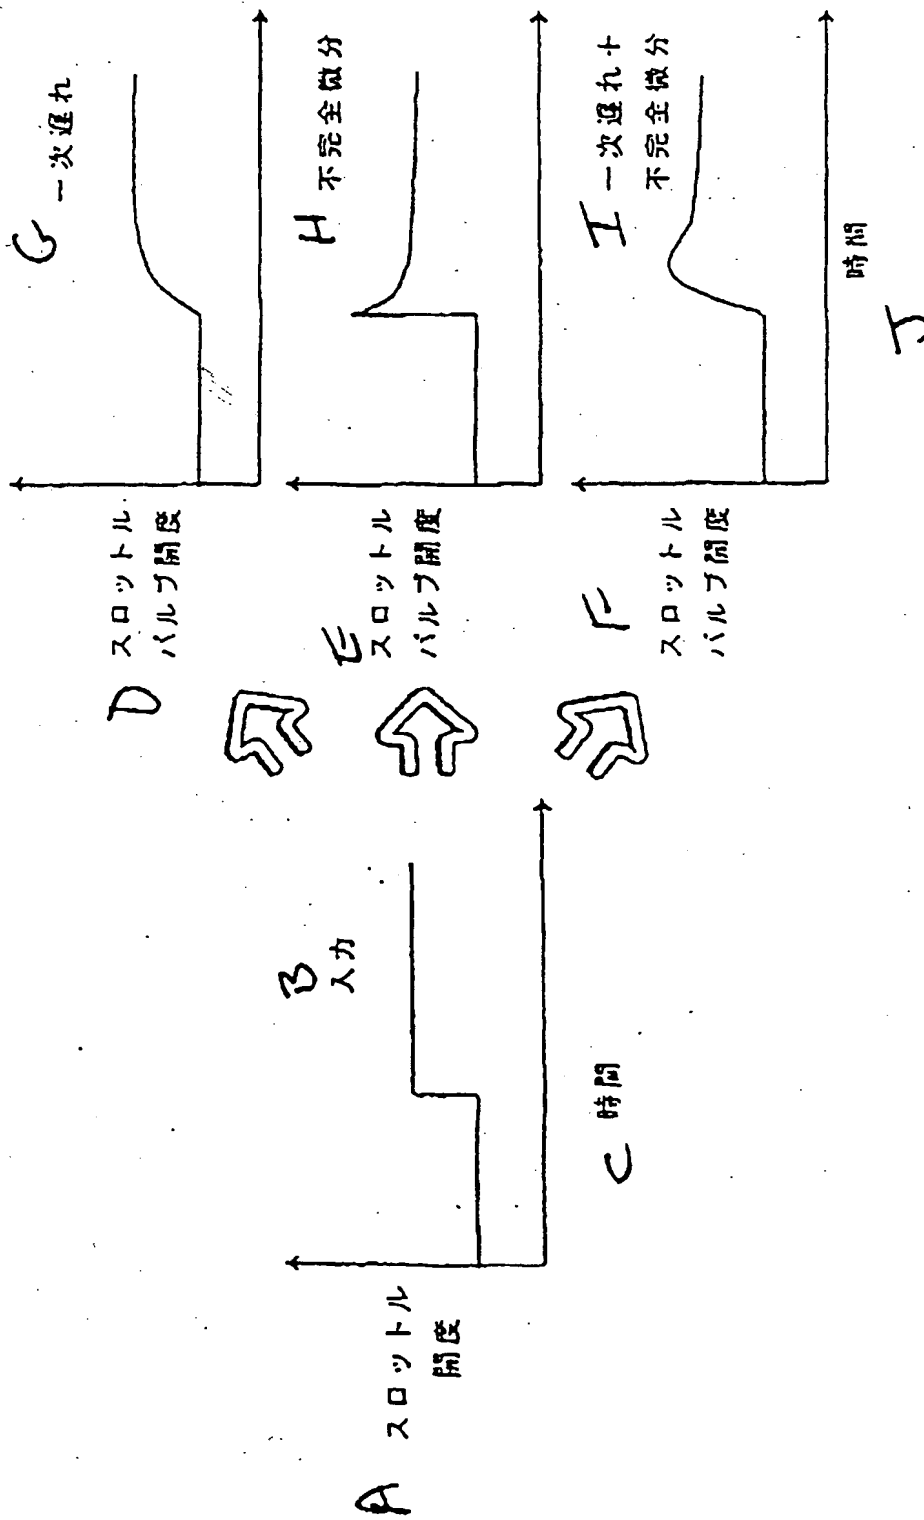 A
スロットル
開度
B
入力
C
時間
D
スロットル
バルブ開度
G
一次遅れ
E
スロットル
バルブ開度
H
不完全微分
F
スロットル
バルブ開度
I
一次遅れ+
不完全微分
時間
J